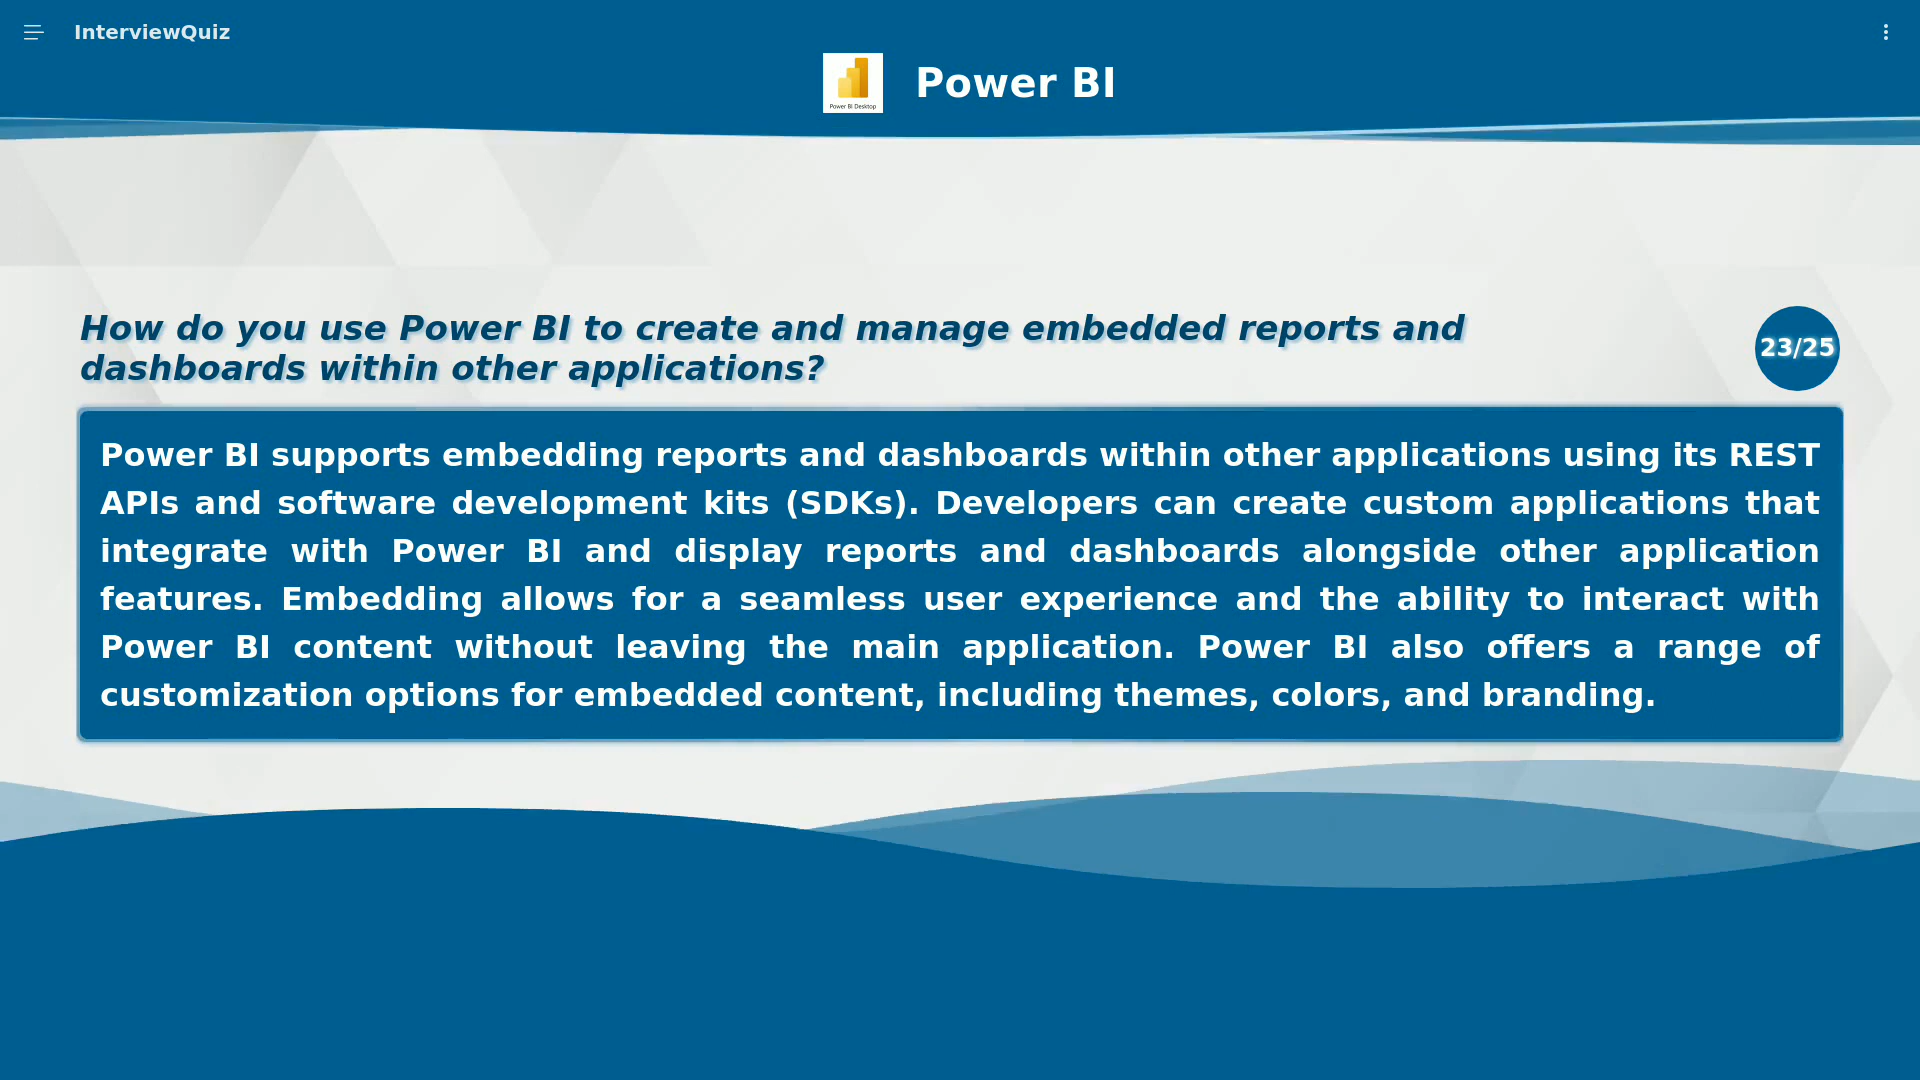 InterviewQuiz
Power BI Desktop
Power BI
How do you use Power BI to create and manage embedded reports and
dashboards within other applications?
23/25
Power BI supports embedding reports and dashboards within other applications using its REST
APIs and software development kits (SDKs). Developers can create custom applications that
integrate with Power BI and display reports and dashboards alongside other application
features. Embedding allows for a seamless user experience and the ability to interact with
Power BI content without leaving the main application. Power BI also offers a range of
customization options for embedded content, including themes, colors, and branding.